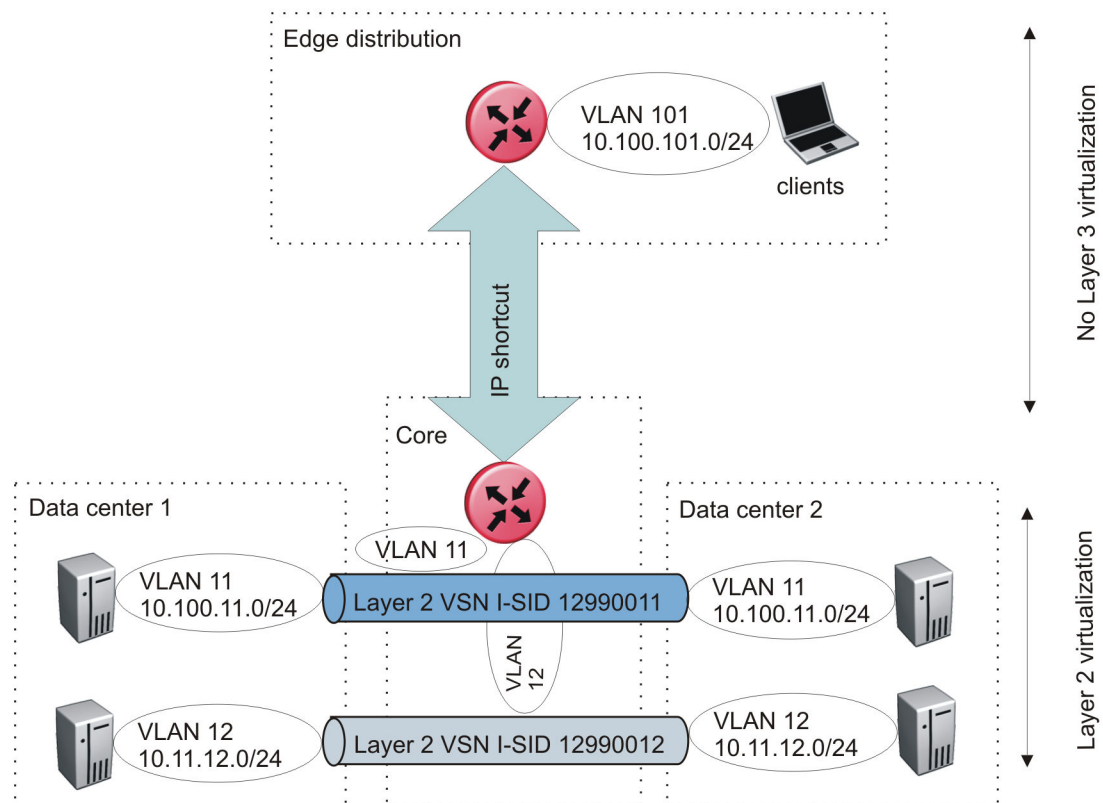 Edge distribution
VLAN 101
10.100.101.0/24
clients
No Layer 3 virtualization
IP shortcut
Core
Data center 1
Data center 2
VLAN 11
VLAN 11
10.100.11.0/24
Layer 2 VSN I-SID 12990011
VLAN 11
10.100.11.0/24
VLAN
12
VLAN 12
10.11.12.0/24
Layer 2 VSN I-SID 12990012
VLAN 12
10.11.12.0/24
Layer 2 virtualization